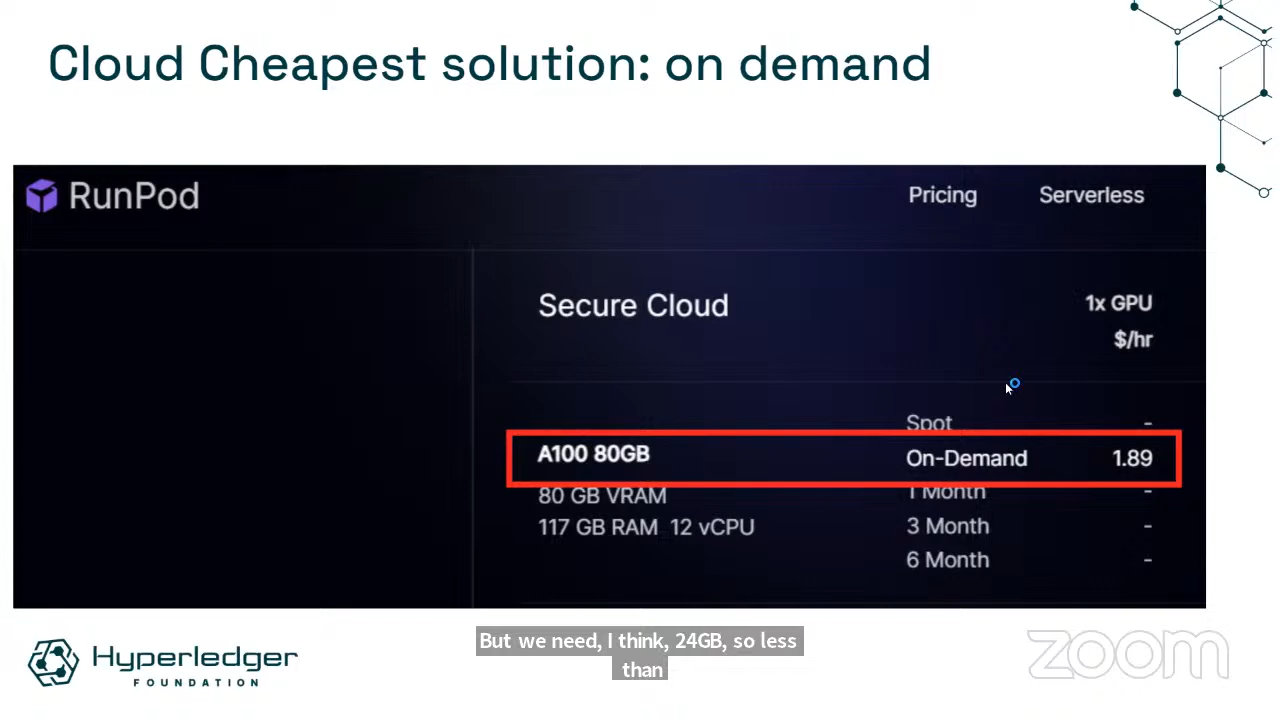 Cloud Cheapest solution: on demand
RunPod
Pricing
Serverless
Secure Cloud
1x GPU
$/hr
Spot -
A100 80GB
On-Demand 1.89
80 GB VRAM
1 Month -
117 GB RAM 12 vCPU
3 Month -
6 Month -
But we need, I think, 24GB, so less
than
Hyperledger
FOUNDATION
zoom